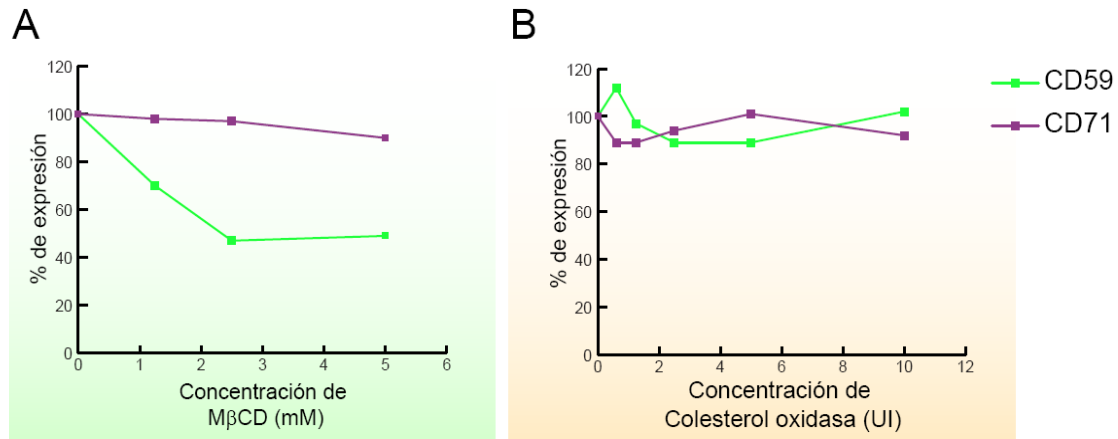 A
% de expresión
120
100
80
60
40
20
0
0 1 2 3 4 5 6
Concentración de
MβCD (mM)
B
% de expresión
120
100
80
60
40
20
0
0 2 4 6 8 10 12
Concentración de
Colesterol oxidasa (UI)
CD59
CD71